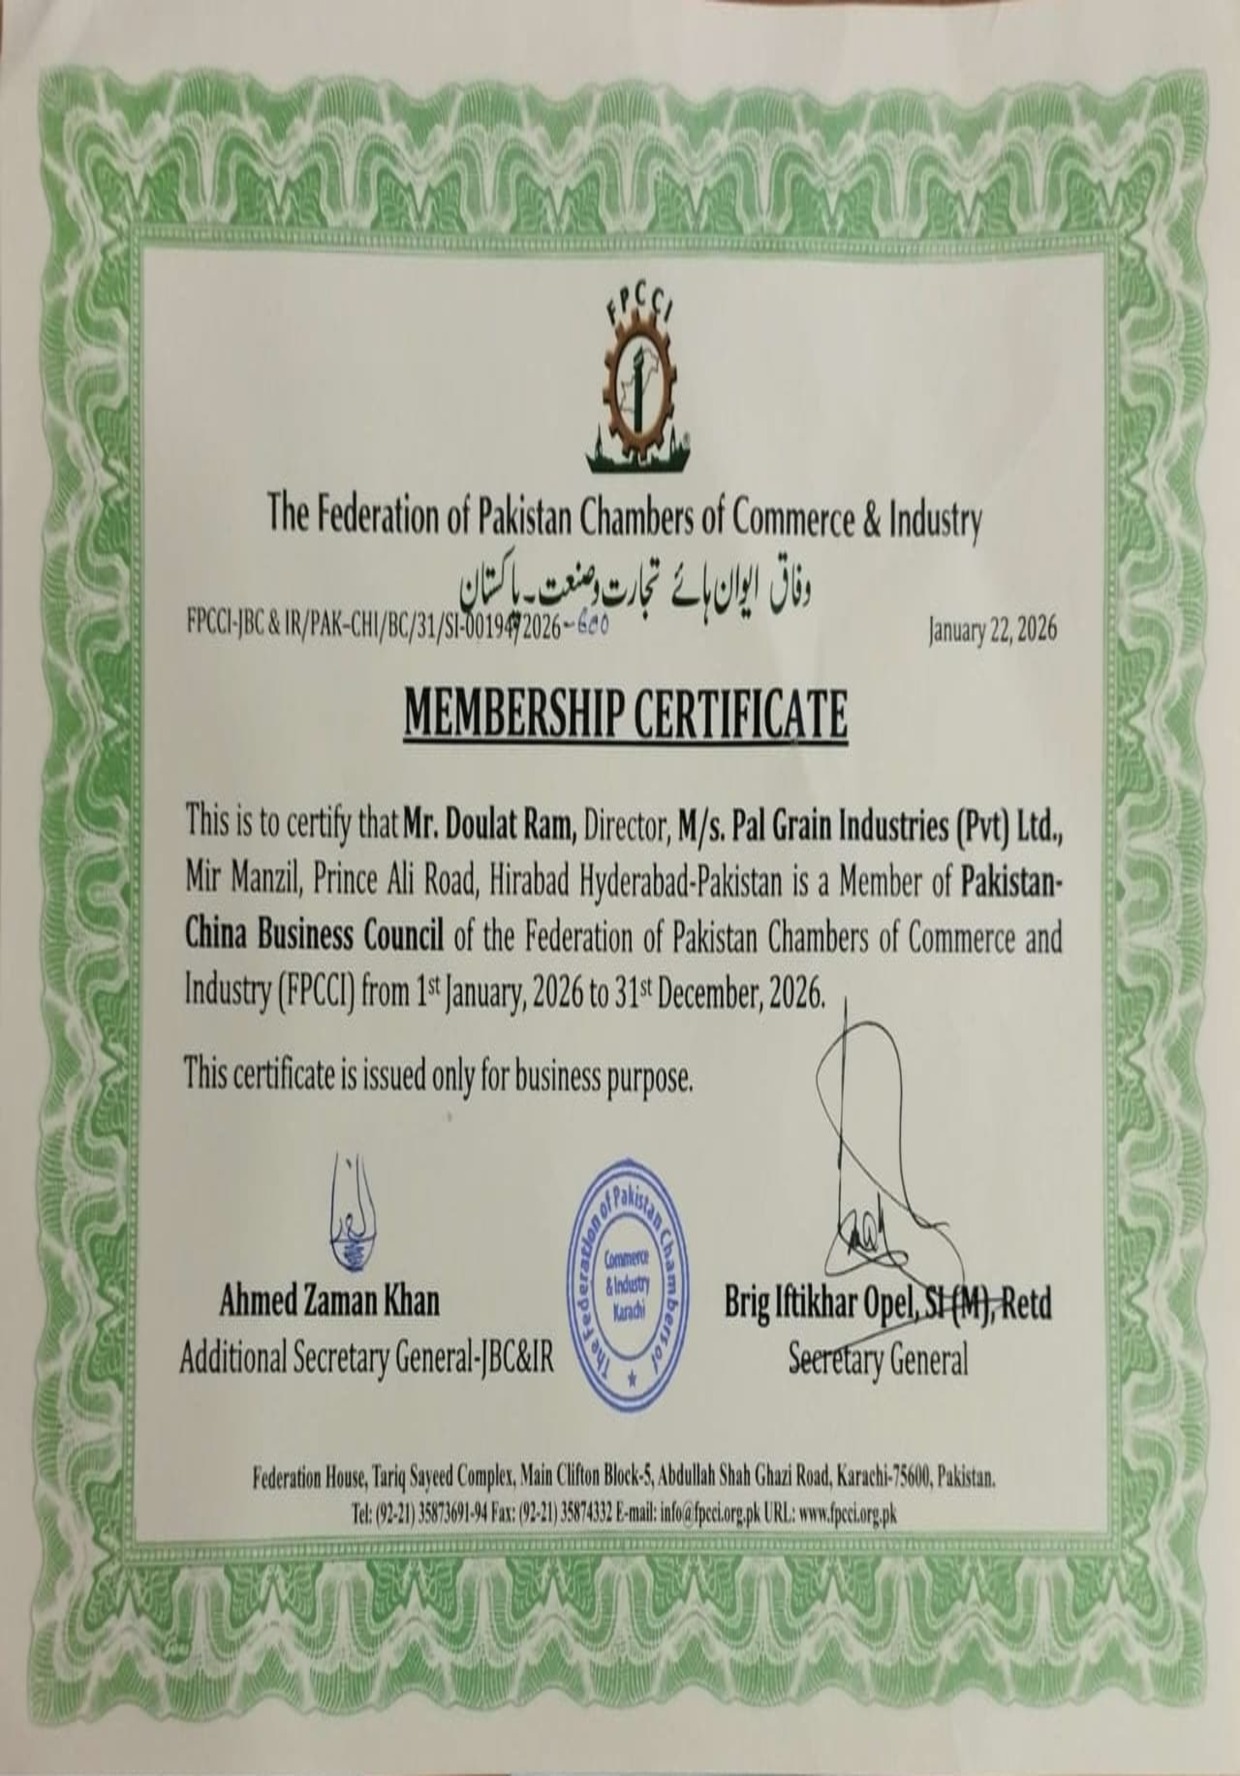 FPCCI
The Federation of Pakistan Chambers of Commerce & Industry
وفاق ایوان ہائے تجارت و صنعت۔ پاکستان
FPCCI-JBC & IR/PAK-CHI/BC/31/SI-00194/2026-600
January 22, 2026
MEMBERSHIP CERTIFICATE
This is to certify that Mr. Doulat Ram, Director, M/s. Pal Grain Industries (Pvt) Ltd.,
Mir Manzil, Prince Ali Road, Hirabad Hyderabad-Pakistan is a Member of Pakistan-
China Business Council of the Federation of Pakistan Chambers of Commerce and
Industry (FPCCI) from 1st January, 2026 to 31st December, 2026.
This certificate is issued only for business purpose.
The Federation of Pakistan Chambers of
Commerce
& Industry
Karachi
Ahmed Zaman Khan
Additional Secretary General-JBC&IR
Brig Iftikhar Opel, SI (M), Retd
Secretary General
Federation House, Tariq Sayeed Complex, Main Clifton Block-5, Abdullah Shah Ghazi Road, Karachi-75600, Pakistan.
Tel: (92-21) 35873691-94 Fax: (92-21) 35874332 E-mail: info@fpcci.org.pk URL: www.fpcci.org.pk